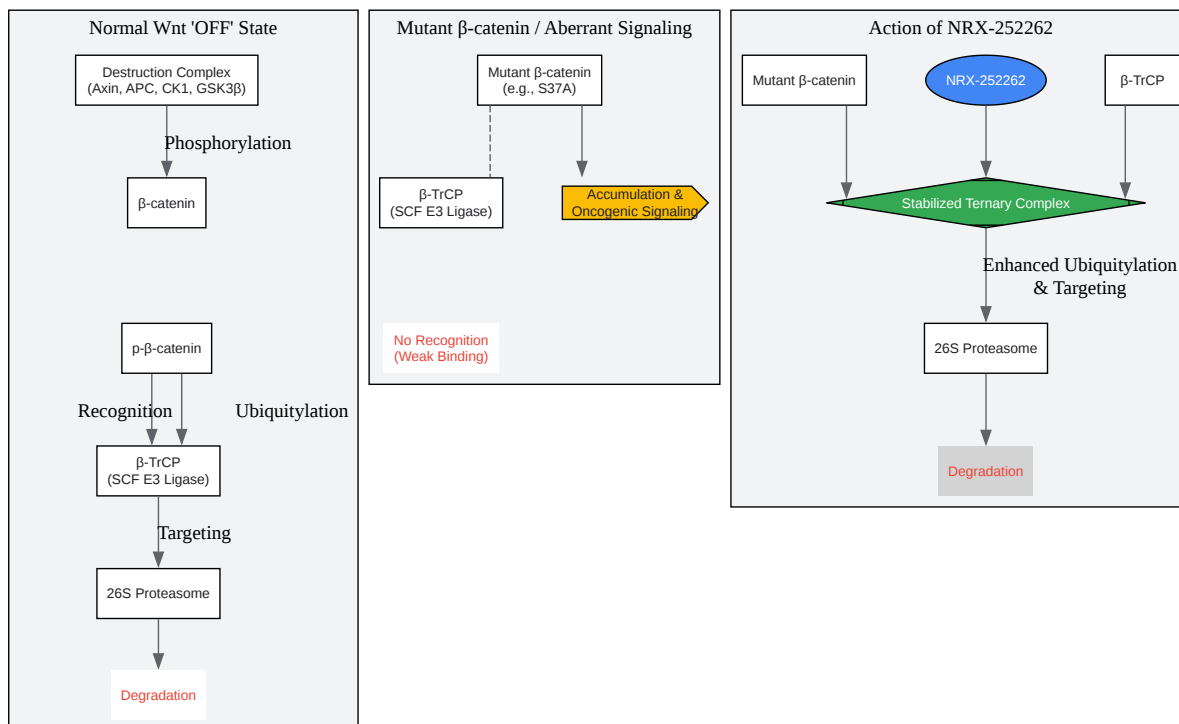 Normal Wnt 'OFF' State
Destruction Complex
(Axin, APC, CK1, GSK3β)
Phosphorylation
β-catenin
p-β-catenin
Recognition
Ubiquitylation
β-TrCP
(SCF E3 Ligase)
Targeting
26S Proteasome
Degradation
Mutant β-catenin / Aberrant Signaling
Mutant β-catenin
(e.g., S37A)
β-TrCP
(SCF E3 Ligase)
Accumulation &
Oncogenic Signaling
No Recognition
(Weak Binding)
Action of NRX-252262
Mutant β-catenin
NRX-252262
β-TrCP
Stabilized Ternary Complex
Enhanced Ubiquitylation
& Targeting
26S Proteasome
Degradation